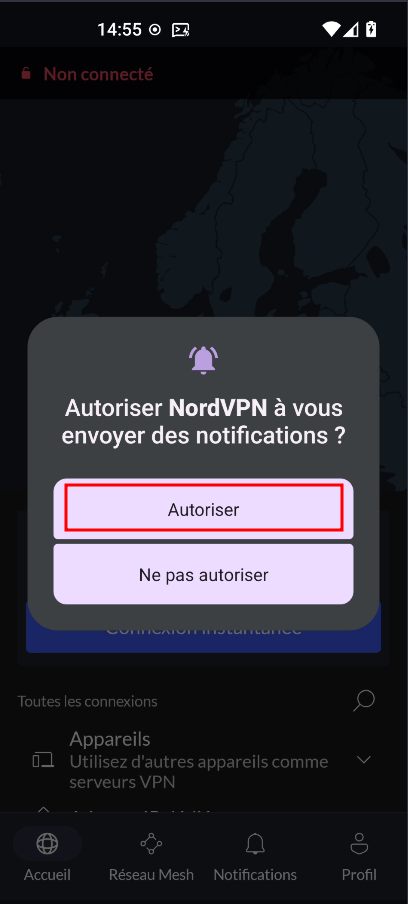 14:55
Non connecté
Autoriser NordVPN à vous
envoyer des notifications ?
Autoriser
Ne pas autoriser
Connexion instantanée
Toutes les connexions
Appareils
Utilisez d'autres appareils comme
serveurs VPN
Accueil
Réseau Mesh
Notifications
Profil